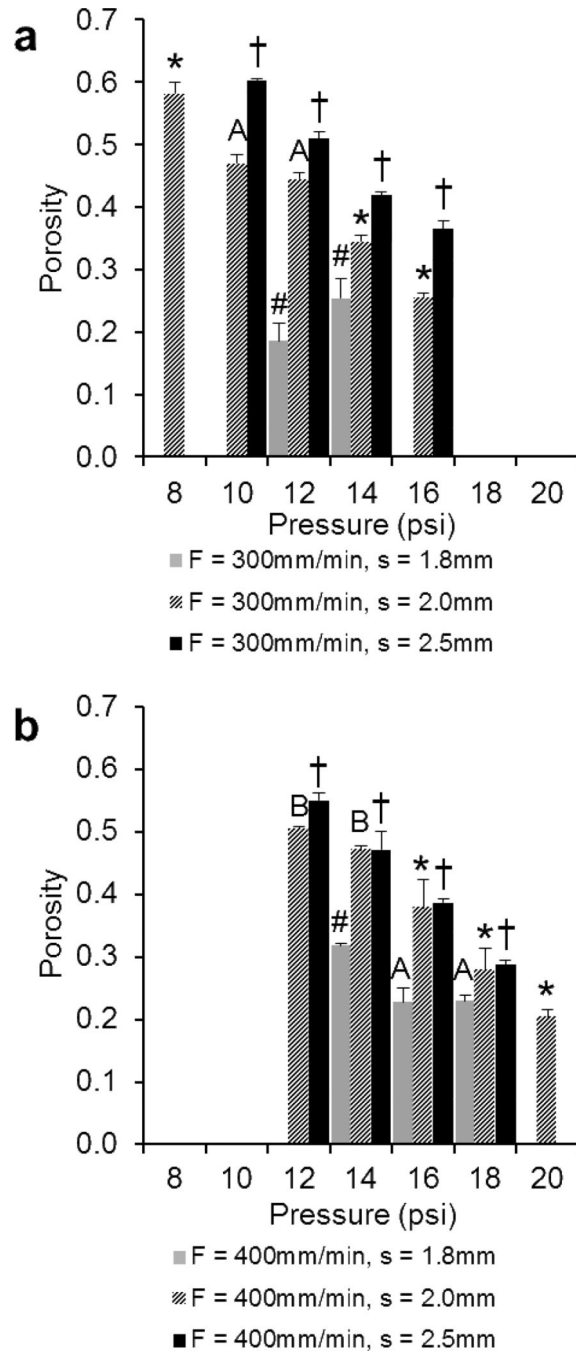 a
0.7
†
*
0.6
†
A
A
0.5
†
*
†
0.4
#
*
0.3
#
0.2
0.1
0.0
Porosity
8 10 12 14 16 18 20
Pressure (psi)
F = 300mm/min, s = 1.8mm
F = 300mm/min, s = 2.0mm
F = 300mm/min, s = 2.5mm
b
0.7
†
0.6
B
B
†
0.5
*
†
0.4
#
*
†
0.3
A
A
*
0.2
0.1
0.0
Porosity
8 10 12 14 16 18 20
Pressure (psi)
F = 400mm/min, s = 1.8mm
F = 400mm/min, s = 2.0mm
F = 400mm/min, s = 2.5mm